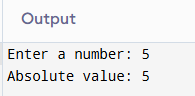 Output
Enter a number: 5
Absolute value: 5